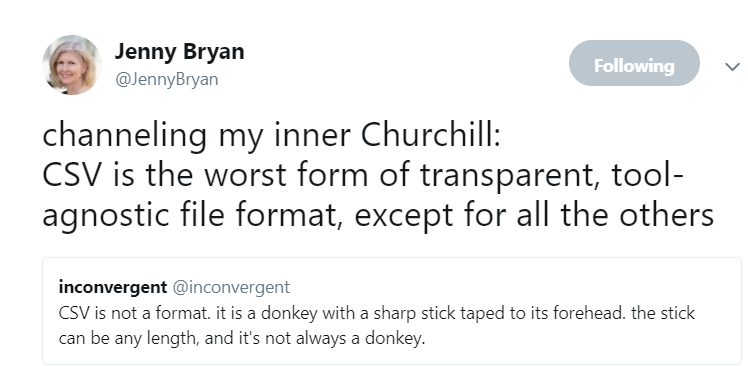 Jenny Bryan
@JennyBryan
Following
channeling my inner Churchill:
CSV is the worst form of transparent, tool-
agnostic file format, except for all the others
inconvergent @inconvergent
CSV is not a format. it is a donkey with a sharp stick taped to its forehead. the stick
can be any length, and it's not always a donkey.